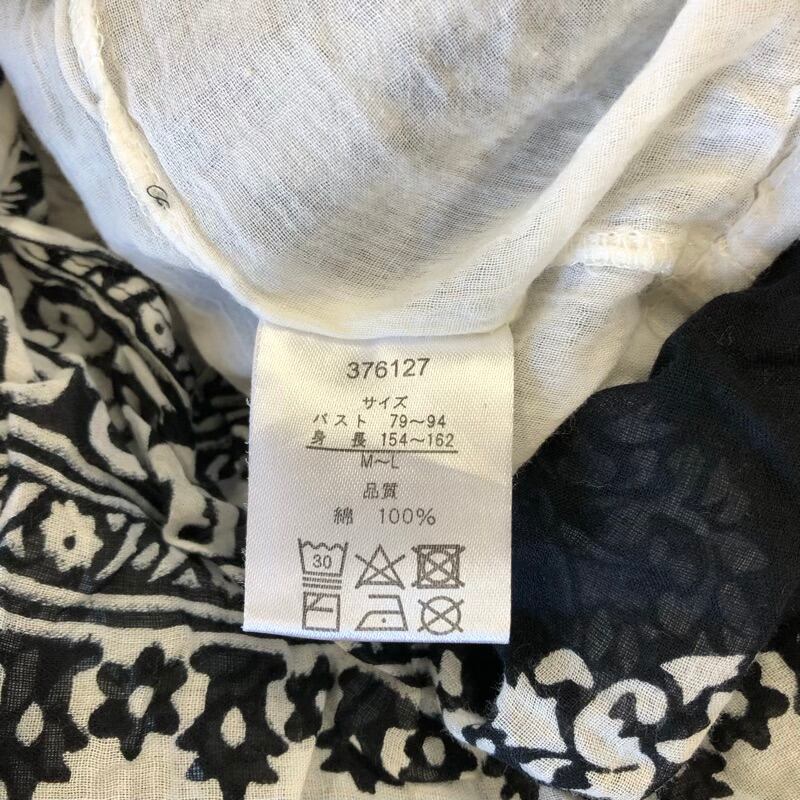 376127
サイズ
バスト 79～94
身 長 154～162
M～L
品質
綿 100%
30